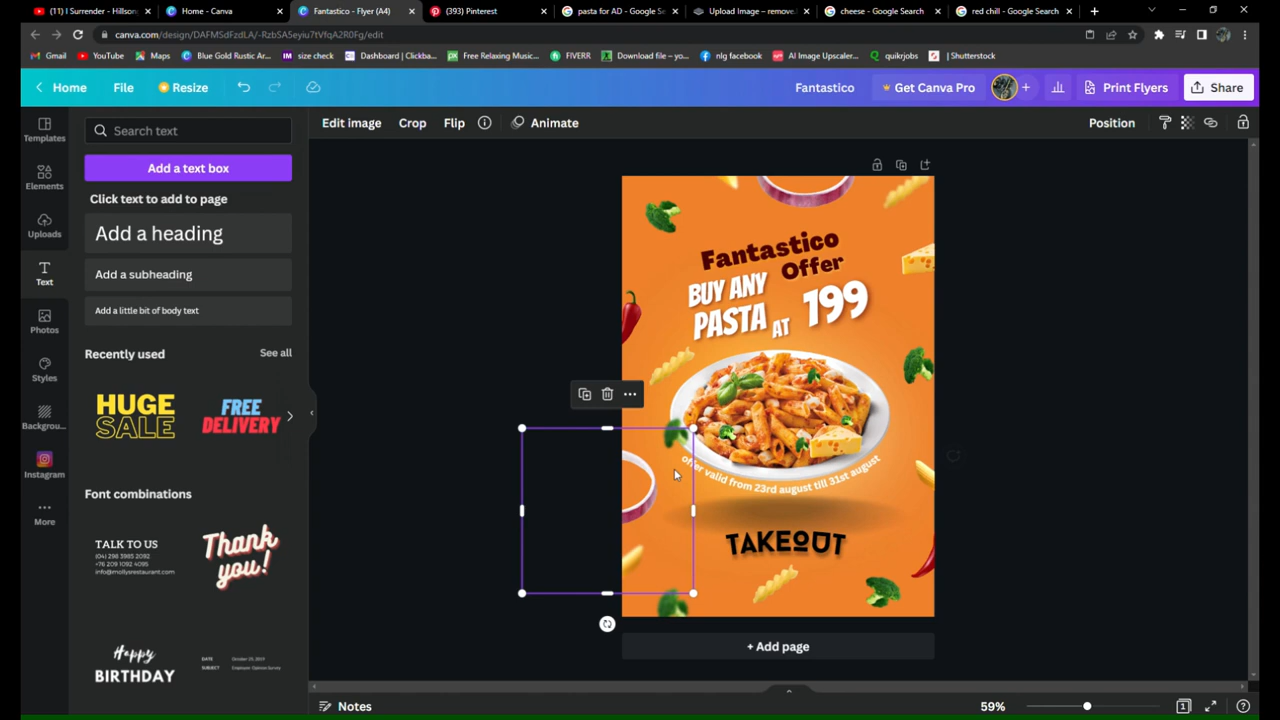 (11) I Surrender - Hillsong
Home - Canva
Fantastico - Flyer (A4)
(393) Pinterest
pasta for AD - Google Se
Upload Image – remove.
cheese - Google Search
red chill - Google Search
canva.com/design/DAFMSdFzdLA/-RzbSA5eyiu7tVfqA2R0Fg/edit
Gmail
YouTube
Maps
Blue Gold Rustic Ar...
size check
Dashboard | Clickba...
Free Relaxing Music...
FIVERR
Download file — yo...
nlg facebook
AI Image Upscaler...
quikrjobs
| Shutterstock
Home
File
Resize
Fantastico
Get Canva Pro
Print Flyers
Share
Templates
Elements
Uploads
Text
Photos
Styles
Backgrou...
Instagram
More
Search text
Add a text box
Click text to add to page
Add a heading
Add a subheading
Add a little bit of body text
Recently used
See all
HUGE
SALE
FREE
DELIVERY
Font combinations
TALK TO US
Thank
you!
Happy
BIRTHDAY
Edit image
Crop
Flip
Animate
Position
Fantastico
Offer
BUY ANY
PASTA AT 199
offer valid from 23rd august till 31st august
TAKEOUT
+ Add page
Notes
59%
1